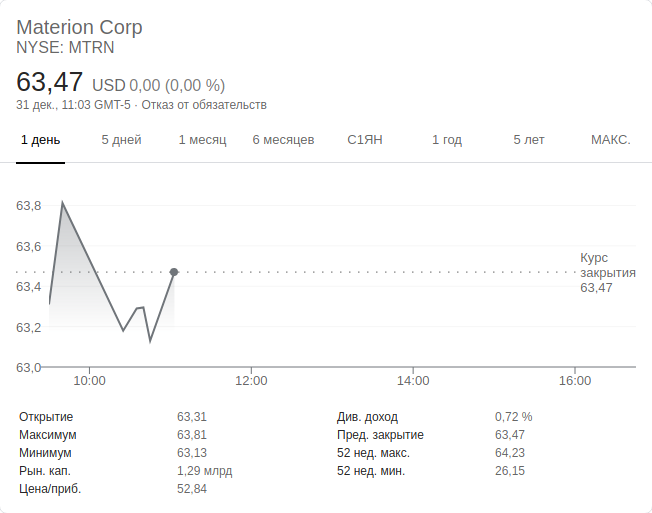 Materion Corp
NYSE: MTRN
63,47 USD 0,00 (0,00 %)
31 дек., 11:03 GMT-5 · Отказ от обязательств
1 день 5 дней 1 месяц 6 месяцев С1ЯН 1 год 5 лет МАКС.
63,8
63,6
63,4
63,2
63,0
Курс
закрытия
63,47
10:00 12:00 14:00 16:00
Открытие 63,31 Див. доход 0,72 %
Максимум 63,81 Пред. закрытие 63,47
Минимум 63,13 52 нед. макс. 64,23
Рын. кап. 1,29 млрд 52 нед. мин. 26,15
Цена/приб. 52,84